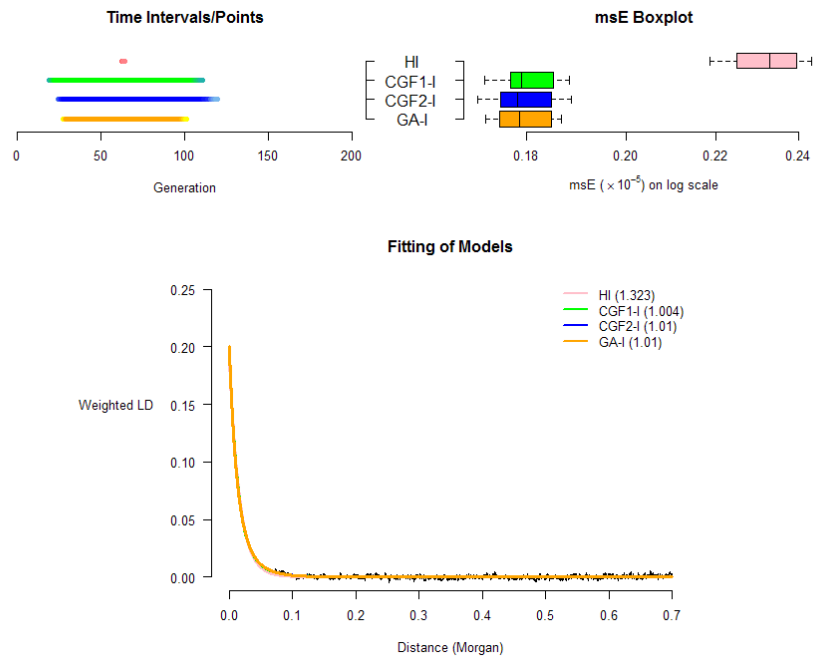 Time Intervals/Points
msE Boxplot
HI
CGF1-I
CGF2-I
GA-I
0 50 100 150 200
Generation
0.18 0.20 0.22 0.24
msE (×10⁻⁵) on log scale
Fitting of Models
HI (1.323)
CGF1-I (1.004)
CGF2-I (1.01)
GA-I (1.01)
0.25
0.20
0.15
0.10
0.05
0.00
Weighted LD
0.0 0.1 0.2 0.3 0.4 0.5 0.6 0.7
Distance (Morgan)